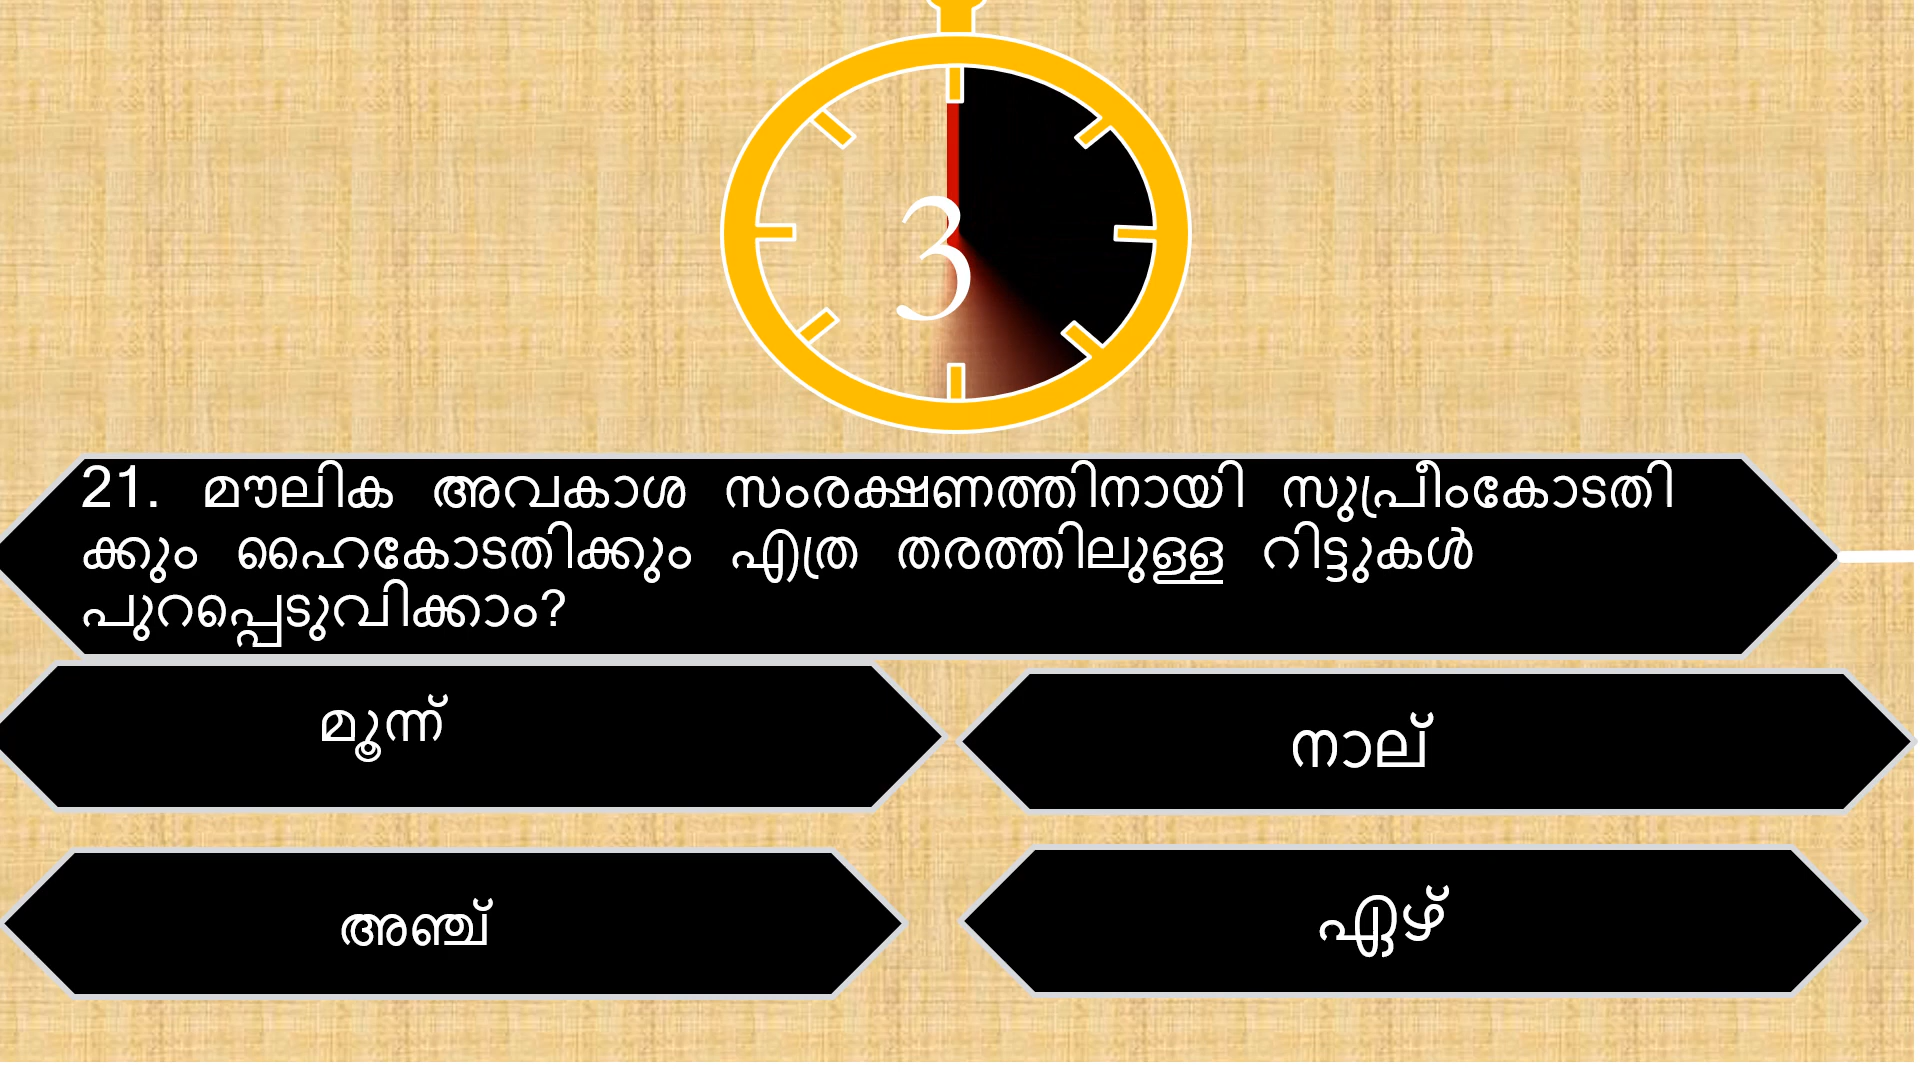 3
21. മൗലിക അവകാശ സംരക്ഷണത്തിനായി സുപ്രീംകോടതി
ക്കും ഹൈകോടതിക്കും എത്ര തരത്തിലുള്ള റിട്ടുകൾ
പുറപ്പെടുവിക്കാം?
മൂന്ന്
നാല്
അഞ്ച്
ഏഴ്